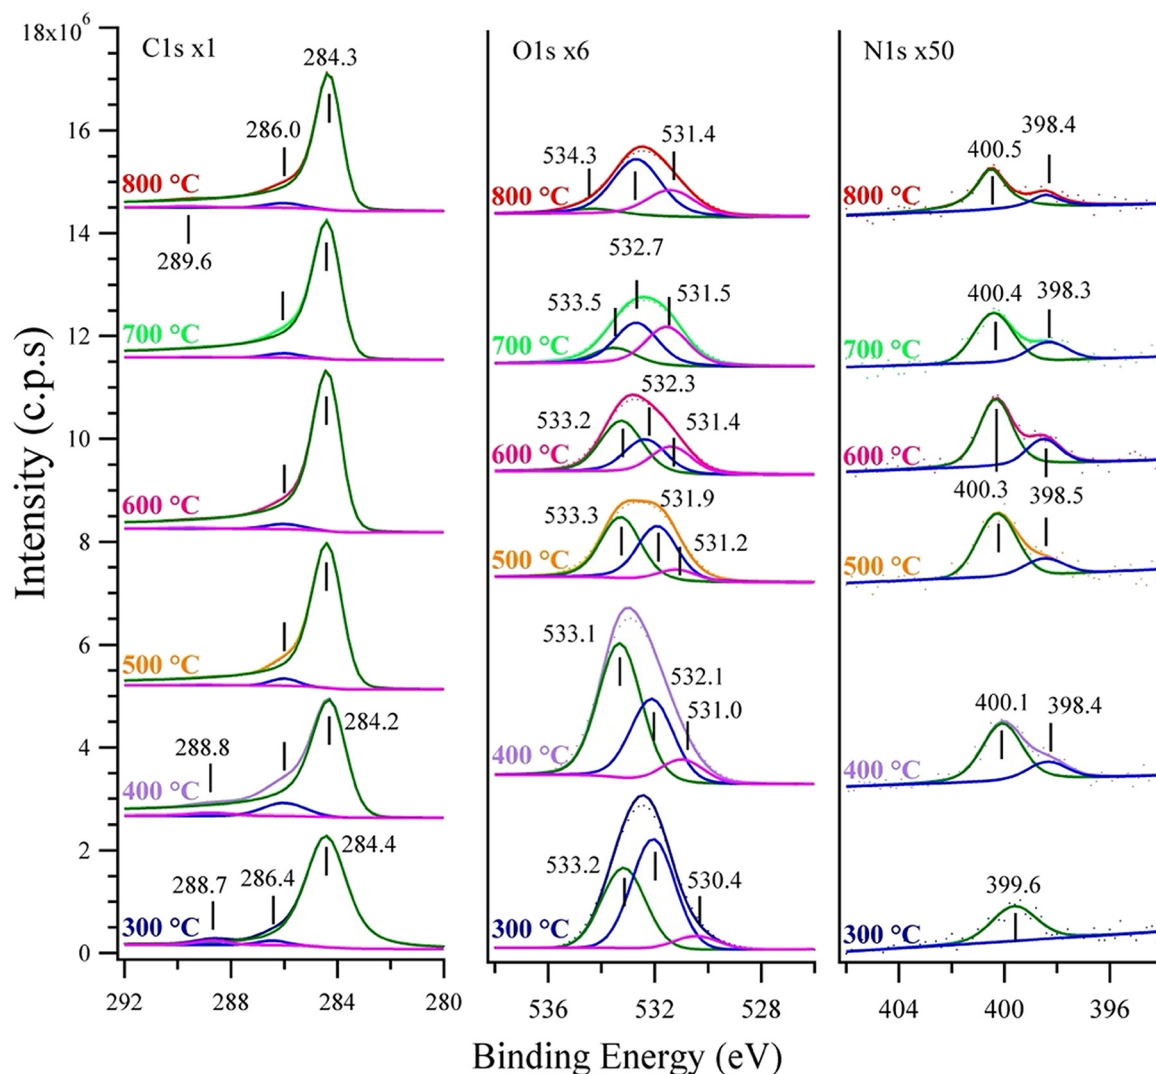 Intensity (c.p.s)
18x10⁶
16
14
12
10
8
6
4
2
0
C1s x1
284.3
286.0
800 °C
289.6
700 °C
600 °C
500 °C
284.2
288.8
400 °C
284.4
288.7
286.4
300 °C
292
288
284
280
O1s x6
534.3
531.4
800 °C
532.7
533.5
531.5
700 °C
532.3
533.2
531.4
600 °C
531.9
533.3
531.2
500 °C
533.1
532.1
531.0
400 °C
533.2
530.4
300 °C
536
532
528
N1s x50
398.4
400.5
800 °C
400.4
398.3
700 °C
600 °C
400.3
398.5
500 °C
400.1
398.4
400 °C
399.6
300 °C
404
400
396
Binding Energy (eV)